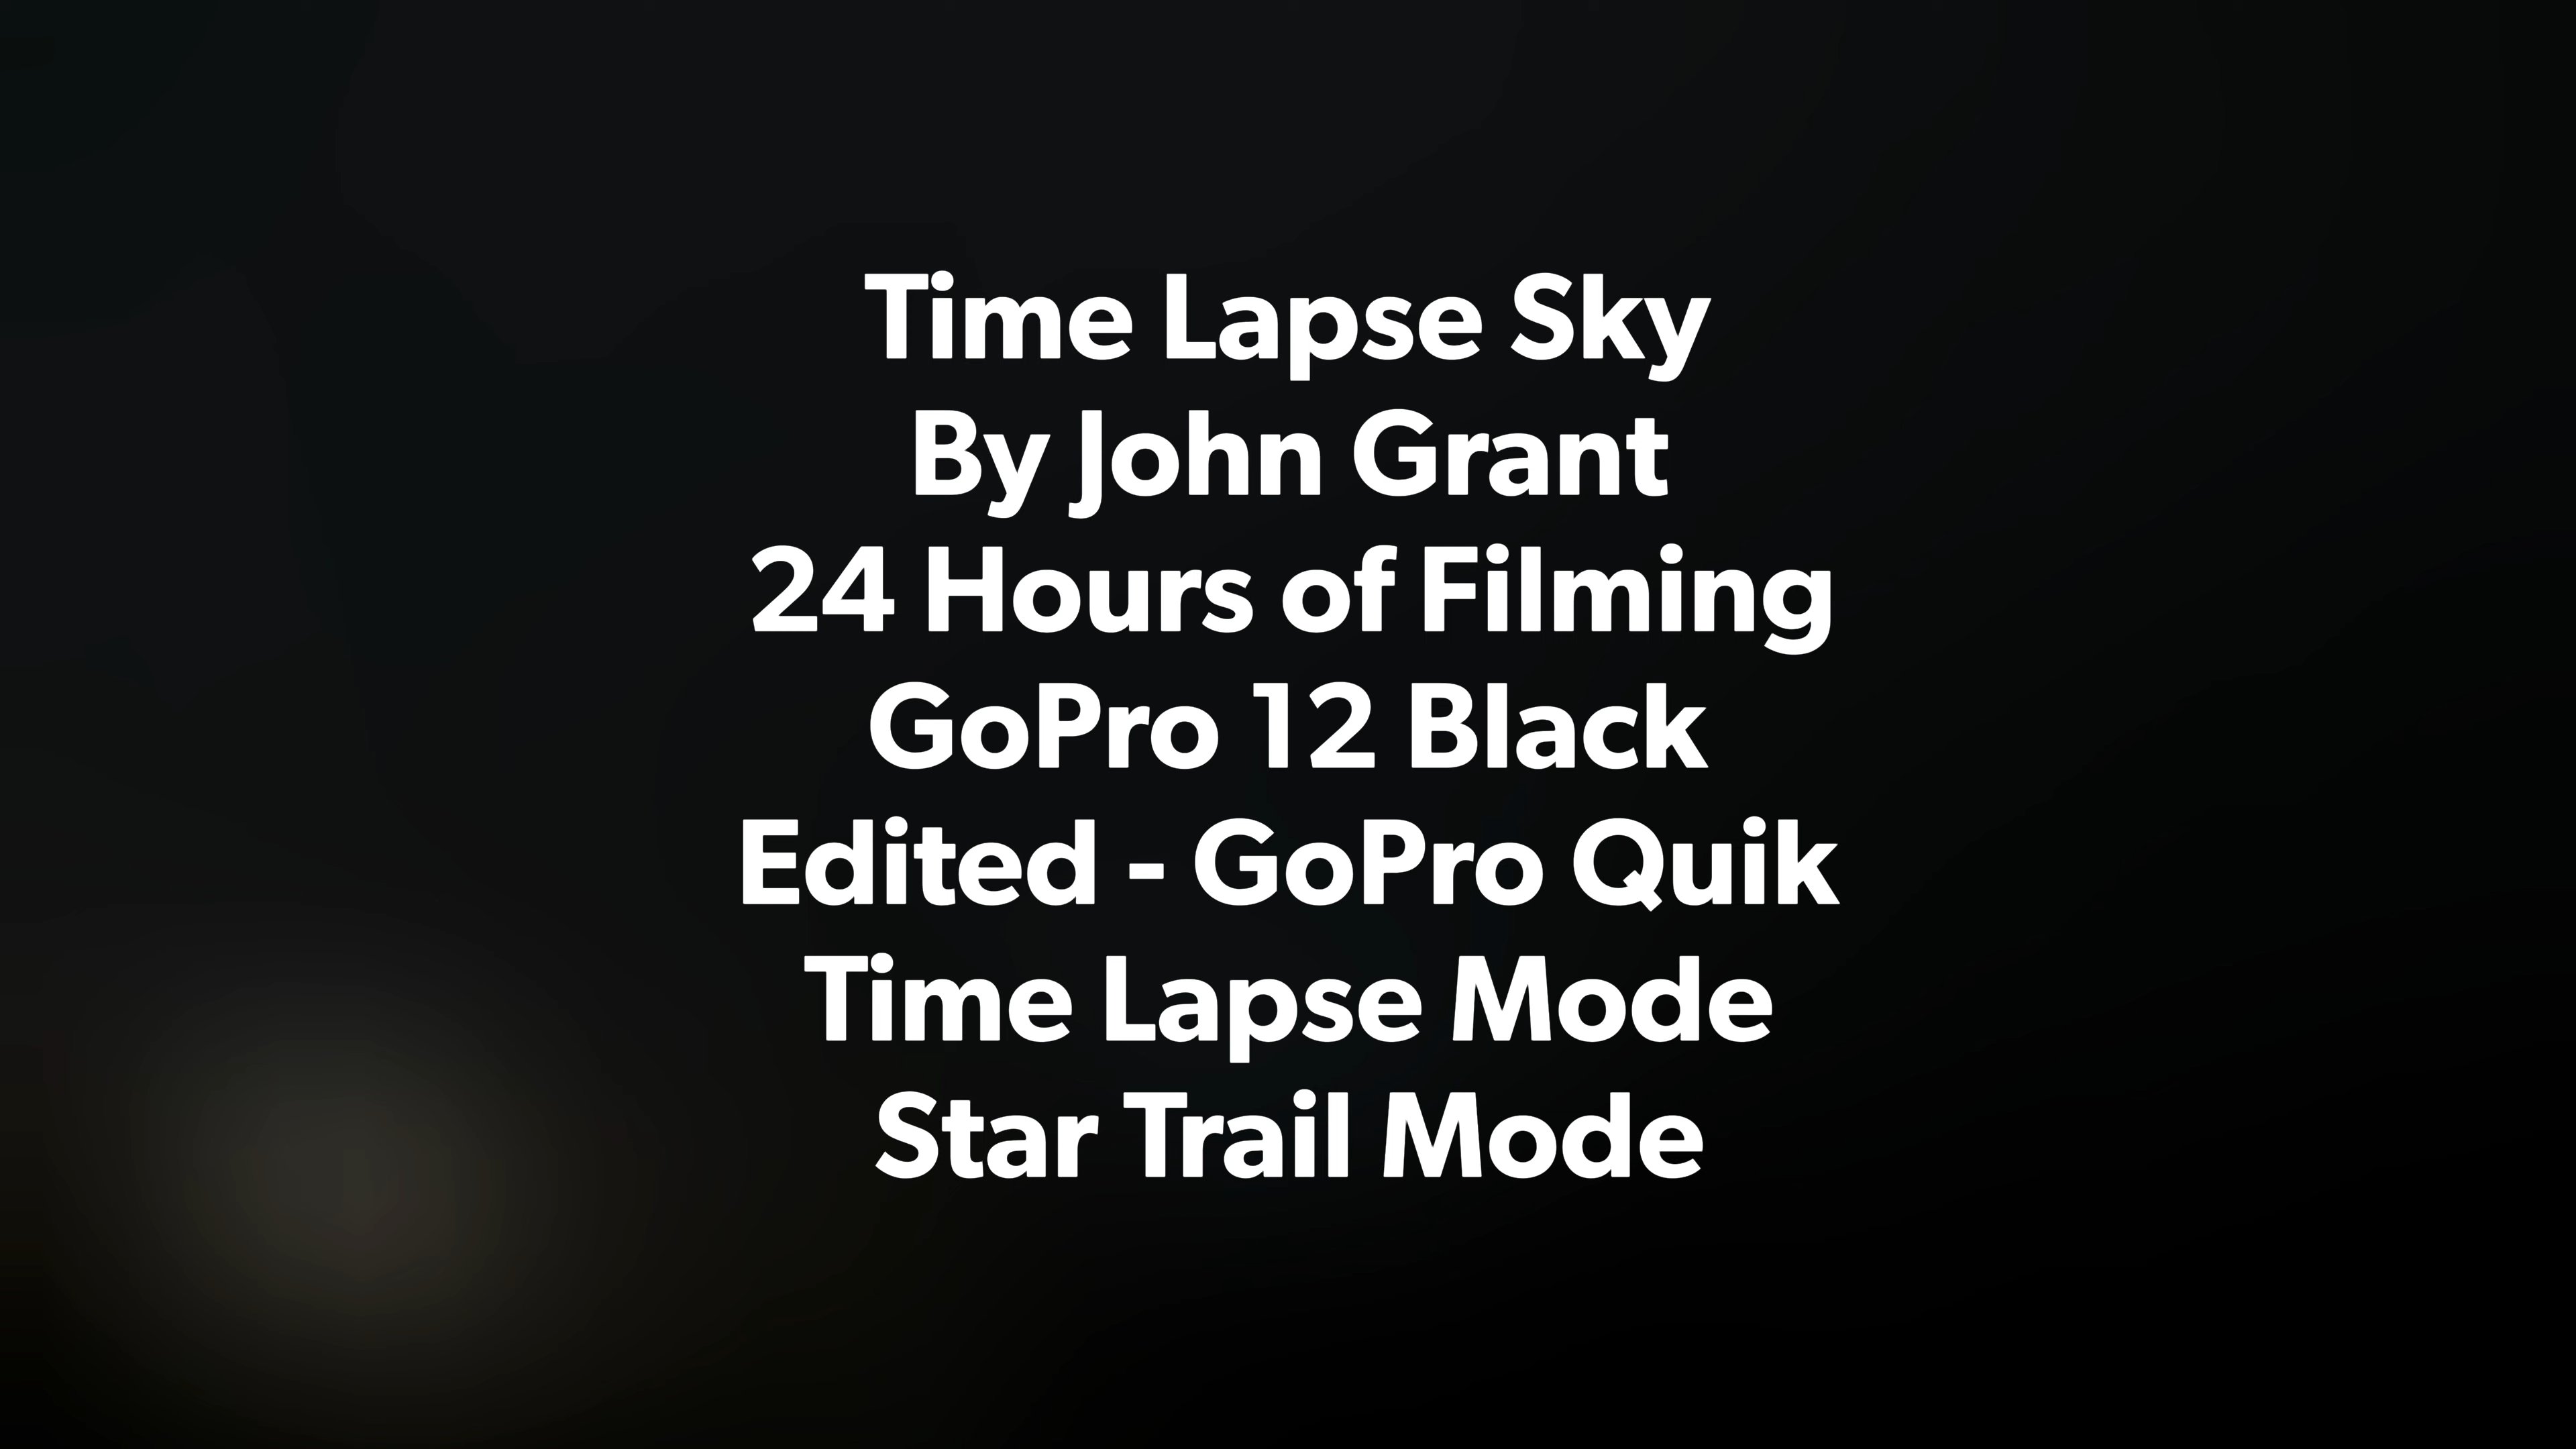 Time Lapse Sky
By John Grant
24 Hours of Filming
GoPro 12 Black
Edited - GoPro Quik
Time Lapse Mode
Star Trail Mode